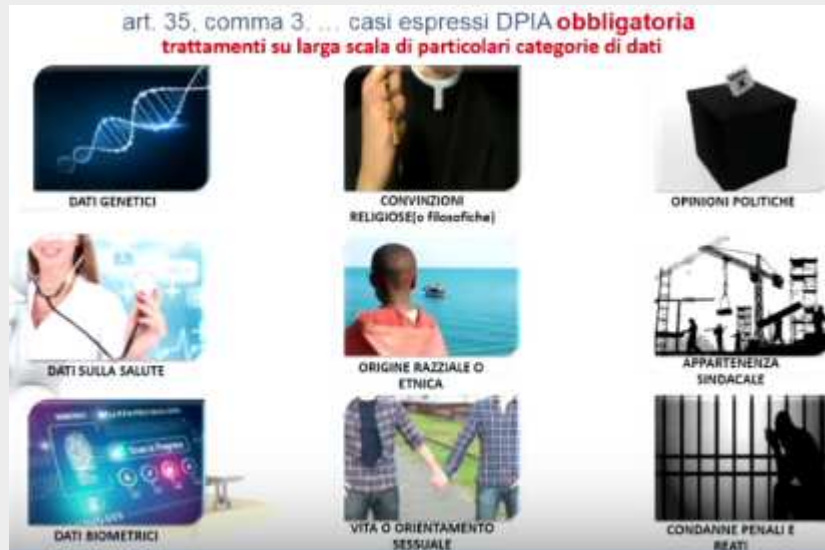 art. 35, comma 3. ... casi espressi DPIA obbligatoria
trattamenti su larga scala di particolari categorie di dati
DATI GENETICI
CONVINZIONI
RELIGIOSE(o filosofiche)
OPINIONI POLITICHE
DATI SULLA SALUTE
ORIGINE RAZZIALE O
ETNICA
APPARTENENZA
SINDACALE
DATI BIOMETRICI
VITA O ORIENTAMENTO
SESSUALE
CONDANNE PENALI E
REATI